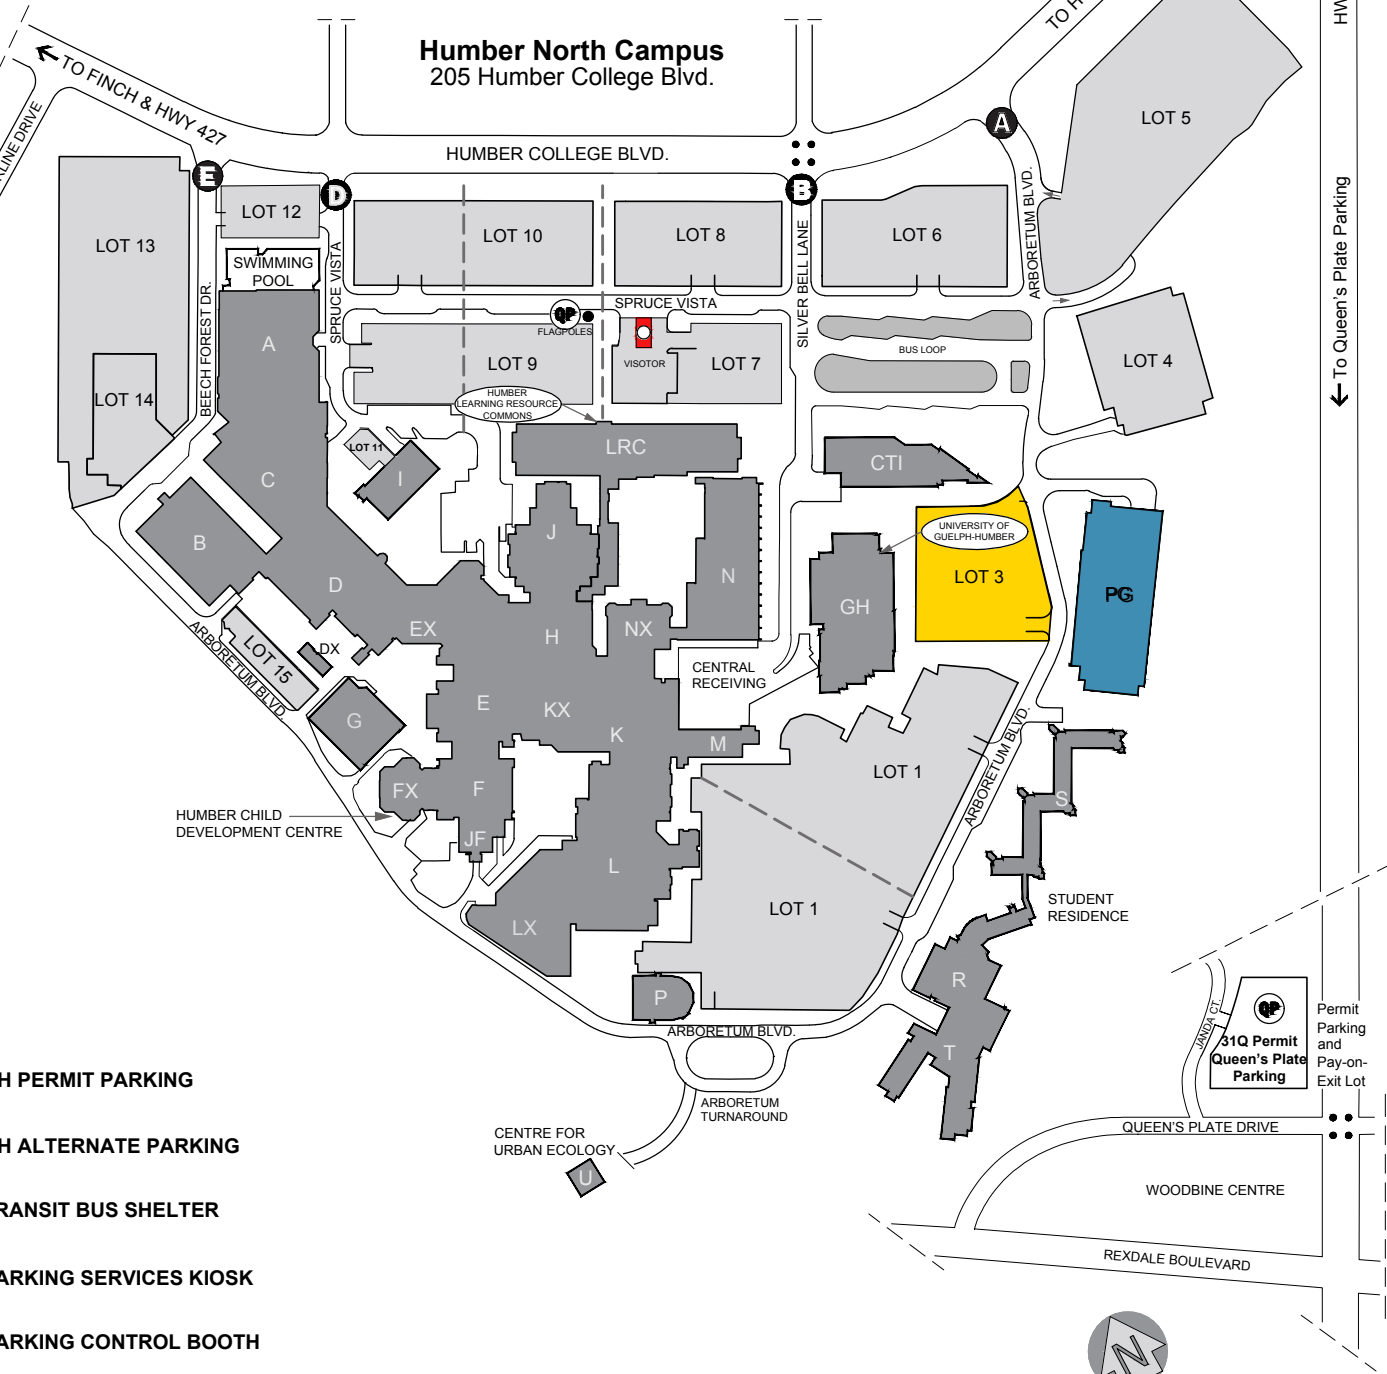 Humber North Campus
205 Humber College Blvd.
TO FINCH & HWY 427
HUMBER COLLEGE BLVD.
TO H
HW
A
LOT 5
E
D
B
LOT 13
LOT 12
LOT 10
LOT 8
LOT 6
ARBORETUM BLVD.
SWIMMING
POOL
SPRUCE VISTA
BEECH FOREST DR.
SILVER BELL LANE
SPRUCE VISTA
QP
FLAGPOLES
To Queen's Plate Parking
A
LOT 9
VISOTOR
LOT 7
BUS LOOP
LOT 4
LOT 14
HUMBER
LEARNING RESOURCE
COMMONS
LOT 11
I
LRC
CTI
C
B
J
N
UNIVERSITY OF
GUELPH-HUMBER
LOT 3
PG
D
EX
H
NX
GH
ARBORETUM BLVD.
LOT 15
DX
CENTRAL
RECEIVING
G
E
KX
K
M
LOT 1
ARBORETUM BLVD.
FX
F
S
HUMBER CHILD
DEVELOPMENT CENTRE
JF
L
LOT 1
LX
STUDENT
RESIDENCE
P
R
ARBORETUM BLVD.
T
JANDA CT.
QP
31Q Permit
Queen's Plate
Parking
Permit
Parking
and
Pay-on-
Exit Lot
H PERMIT PARKING
ARBORETUM
TURNAROUND
QUEEN'S PLATE DRIVE
H ALTERNATE PARKING
CENTRE FOR
URBAN ECOLOGY
U
WOODBINE CENTRE
RANSIT BUS SHELTER
REXDALE BOULEVARD
ARKING SERVICES KIOSK
ARKING CONTROL BOOTH
N